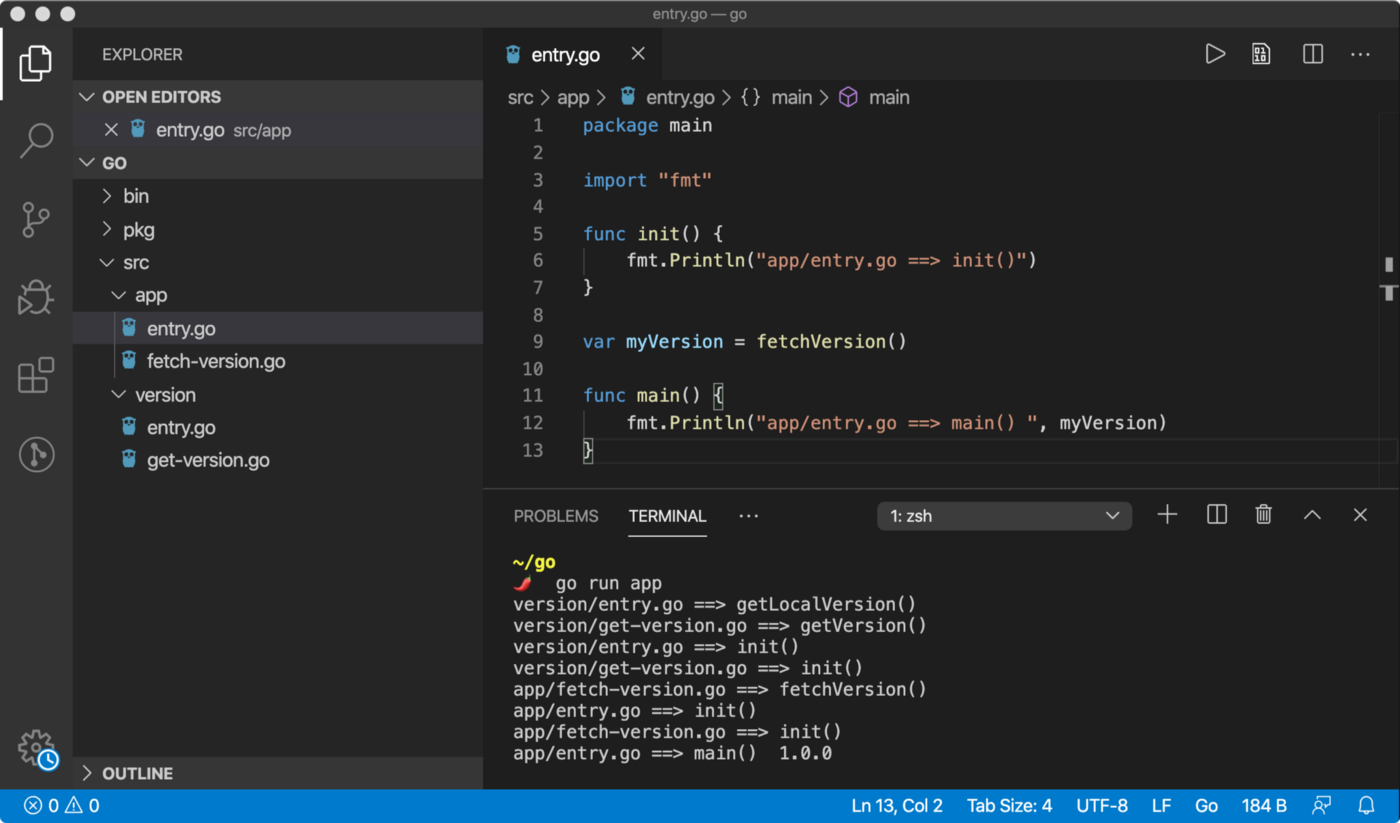 entry.go — go
EXPLORER
OPEN EDITORS
entry.go src/app
GO
bin
pkg
src
app
entry.go
fetch-version.go
version
entry.go
get-version.go
OUTLINE
entry.go
src > app > entry.go > {} main > main
1 package main
2
3 import "fmt"
4
5 func init() {
6 fmt.Println("app/entry.go ==> init()")
7 }
8
9 var myVersion = fetchVersion()
10
11 func main() {
12 fmt.Println("app/entry.go ==> main() ", myVersion)
13 }
PROBLEMS TERMINAL ··· 1: zsh
~/go
go run app
version/entry.go ==> getLocalVersion()
version/get-version.go ==> getVersion()
version/entry.go ==> init()
version/get-version.go ==> init()
app/fetch-version.go ==> fetchVersion()
app/entry.go ==> init()
app/fetch-version.go ==> init()
app/entry.go ==> main()  1.0.0
0 0 Ln 13, Col 2 Tab Size: 4 UTF-8 LF Go 184 B